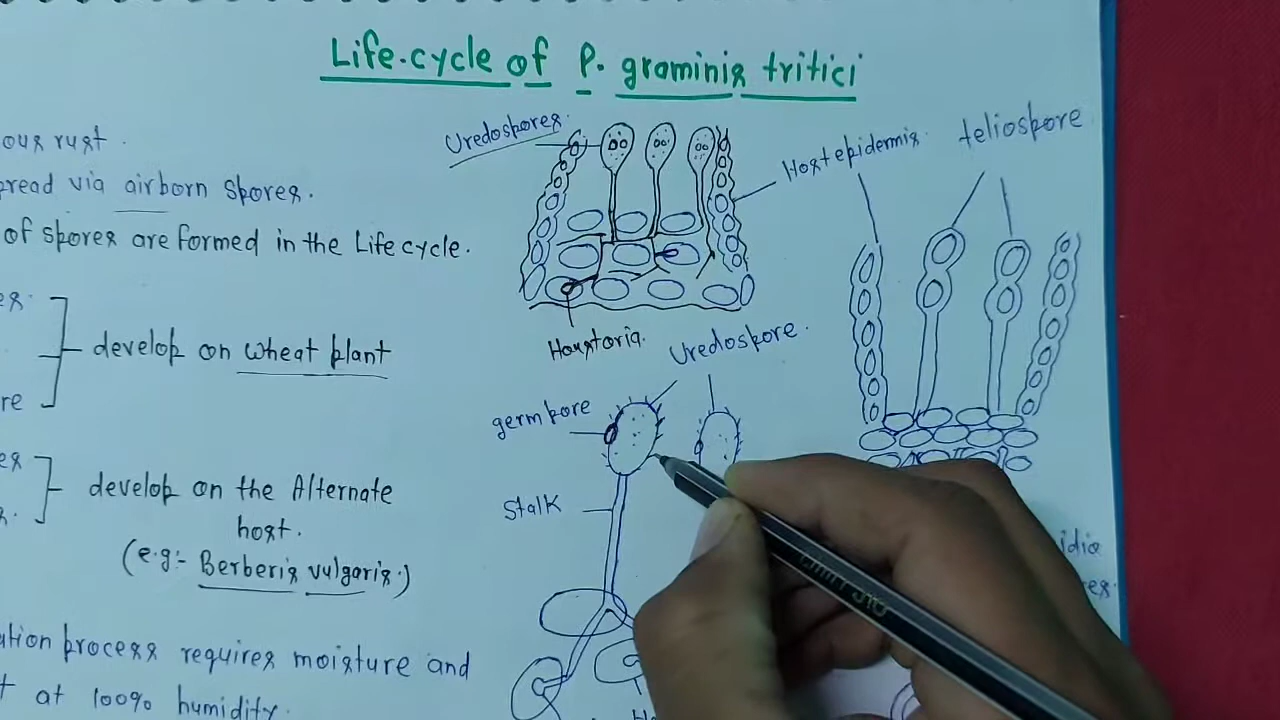 Life.cycle of P. graminis tritici
ous rust.
pread via airborn spores.
of spores are formed in the Life cycle.
develop on wheat plant
re
develop on the Alternate
host.
(e.g:- Berberis vulgaris.)
ation process requires moisture and
at 100% humidity.
Uredospores.
Host epidermis.
teliospore
Haustoria.
Uredospore.
germ pore
Stalk
idio